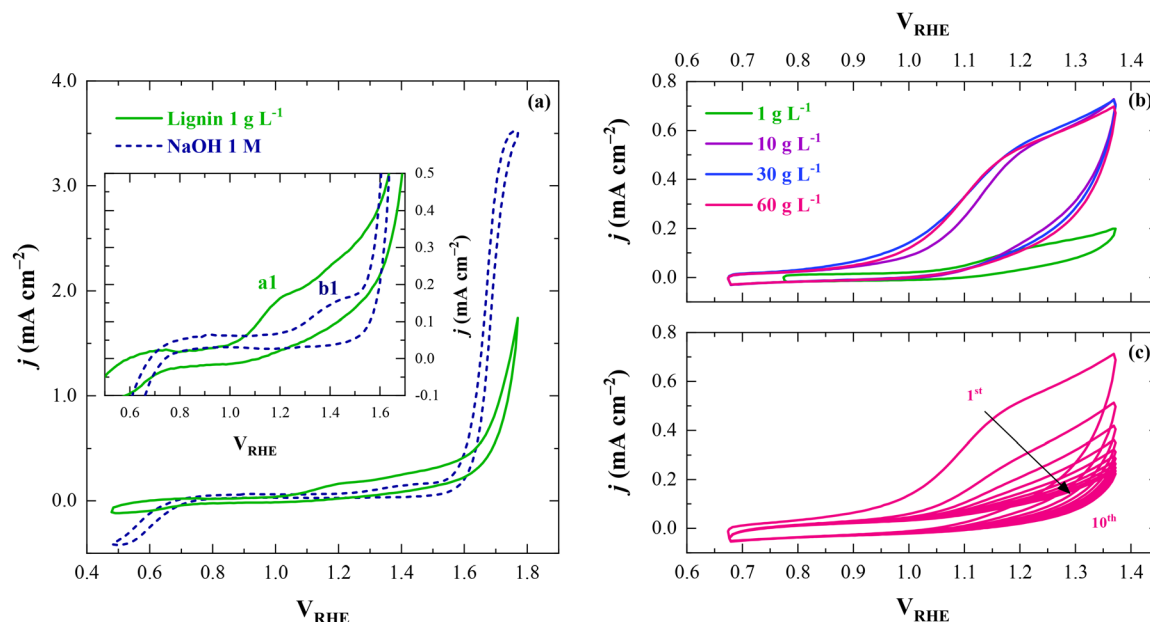 (a)
Lignin 1 g L⁻¹
NaOH 1 M
4.0
3.0
2.0
1.0
0.0
j (mA cm⁻²)
0.4 0.6 0.8 1.0 1.2 1.4 1.6 1.8
V_RHE
a1
b1
0.5
0.4
0.3
0.2
0.1
0.0
-0.1
j (mA cm⁻²)
0.6 0.8 1.0 1.2 1.4 1.6
V_RHE
V_RHE
0.6 0.7 0.8 0.9 1.0 1.1 1.2 1.3 1.4
(b)
1 g L⁻¹
10 g L⁻¹
30 g L⁻¹
60 g L⁻¹
0.8
0.6
0.4
0.2
0.0
j (mA cm⁻²)
(c)
1st
10th
0.6
0.4
0.2
0.0
j (mA cm⁻²)
0.6 0.7 0.8 0.9 1.0 1.1 1.2 1.3 1.4
V_RHE